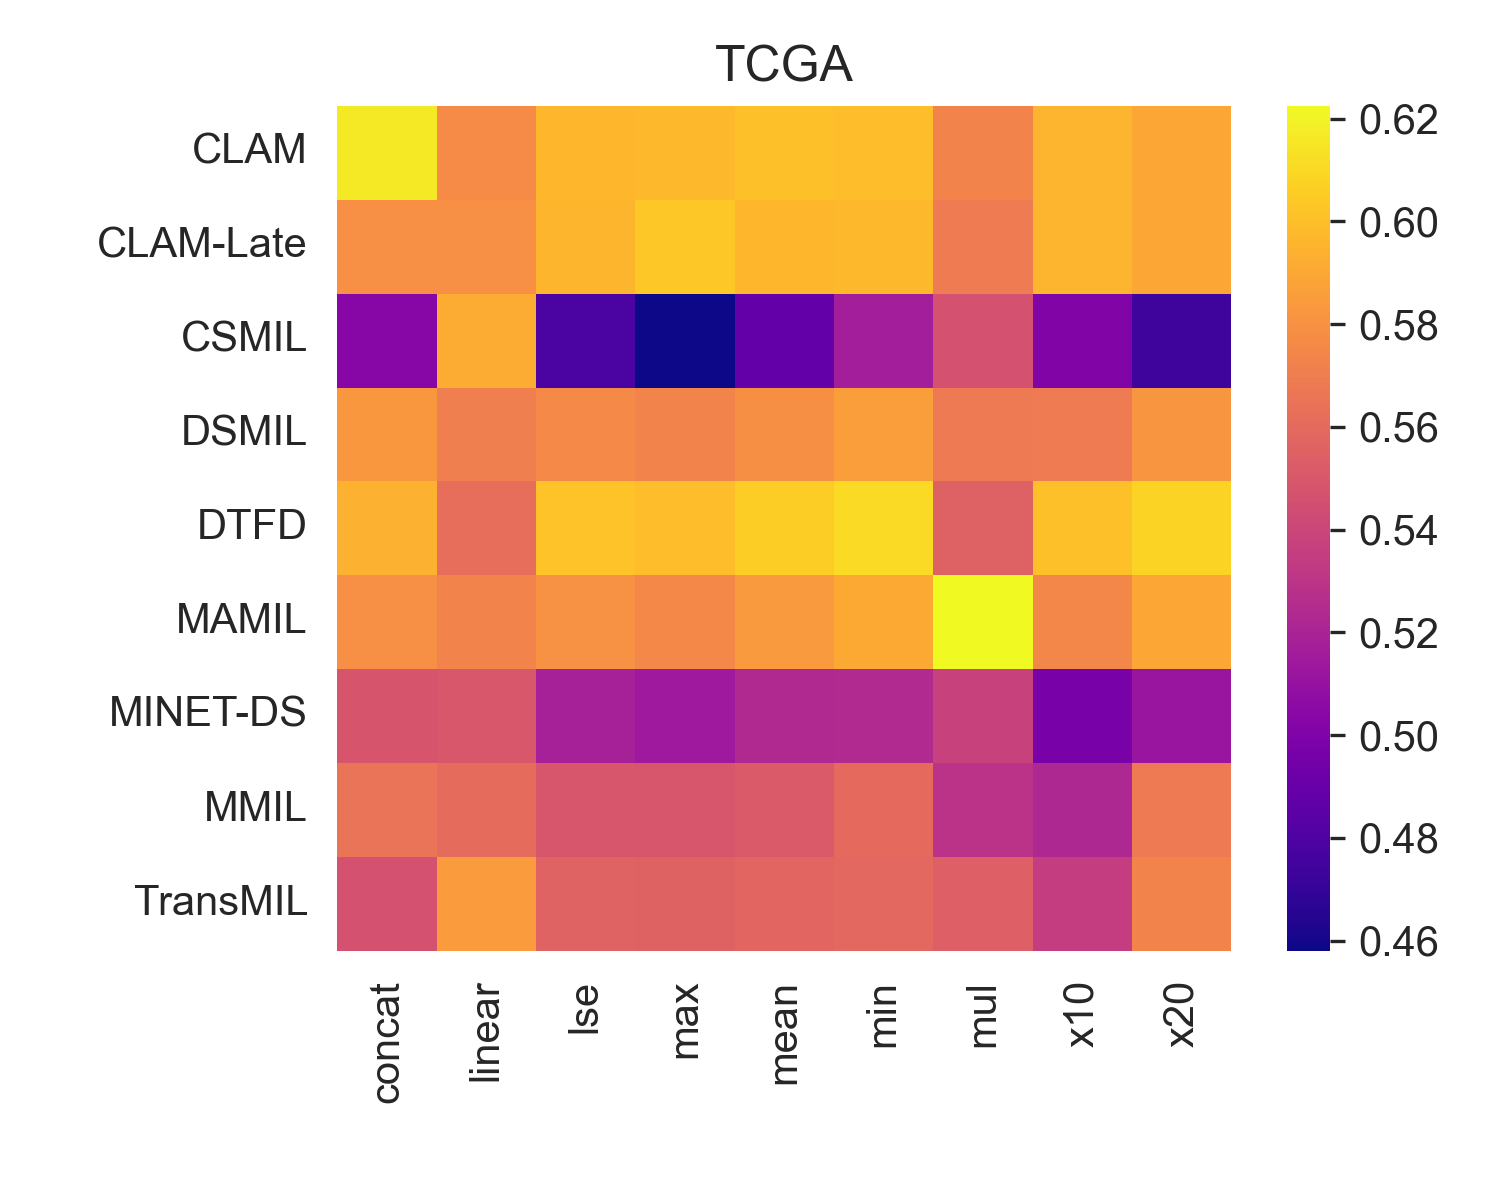 TCGA
CLAM
CLAM-Late
CSMIL
DSMIL
DTFD
MAMIL
MINET-DS
MMIL
TransMIL
concat
linear
lse
max
mean
min
mul
x10
x20
0.62
0.60
0.58
0.56
0.54
0.52
0.50
0.48
0.46